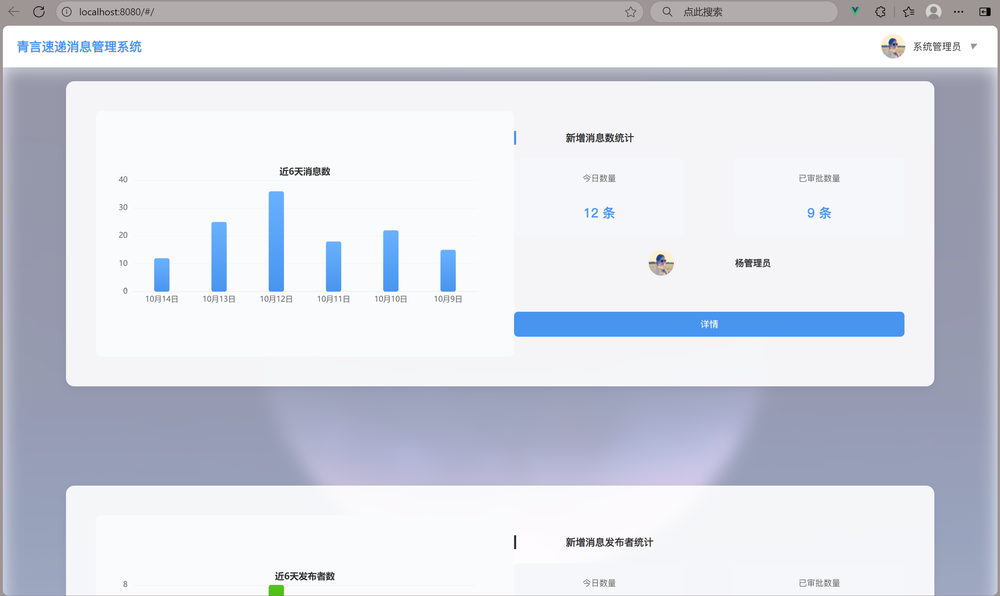 localhost:8080/#/
点此搜索
青言速递消息管理系统
系统管理员
近6天消息数
40
30
20
10
0
10月14日 10月13日 10月12日 10月11日 10月10日 10月9日
新增消息数统计
今日数量
12 条
已审批数量
9 条
杨管理员
详情
近6天发布者数
8
新增消息发布者统计
今日数量
已审批数量